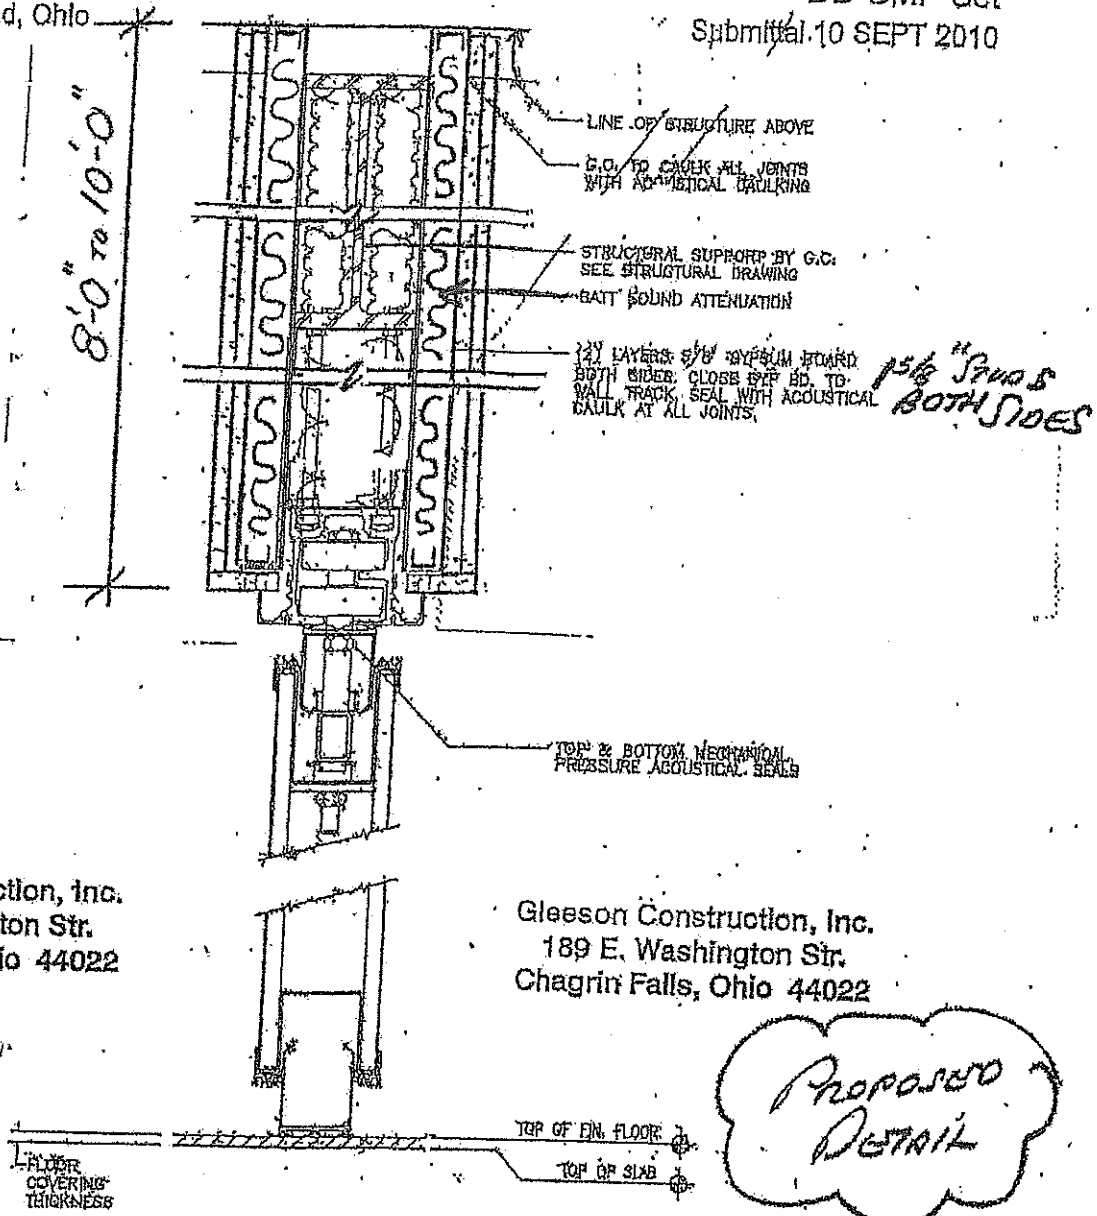 d, Ohio
Submittal 10 SEPT 2010
8'-0" TO 10'-0"
LINE OF STRUCTURE ABOVE
G.C. TO CAULK ALL JOINTS
WITH ACOUSTICAL CAULKING
STRUCTURAL SUPPORT BY G.C.
SEE STRUCTURAL DRAWING
BATT SOUND ATTENUATION
(2) LAYERS 5/8" GYPSUM BOARD
BOTH SIDES. CLOSE GYP BD. TO
WALL TRACK, SEAL WITH ACOUSTICAL
CAULK AT ALL JOINTS.
1 5/8" STUDS
BOTH SIDES
TOP & BOTTOM MECHANICAL
PRESSURE ACOUSTICAL SEALS
ction, Inc.
ton Str.
io 44022
Gleeson Construction, Inc.
189 E. Washington Str.
Chagrin Falls, Ohio 44022
PROPOSED
DETAIL
TOP OF FIN. FLOOR
TOP OF SLAB
FLOOR
COVERING
THICKNESS